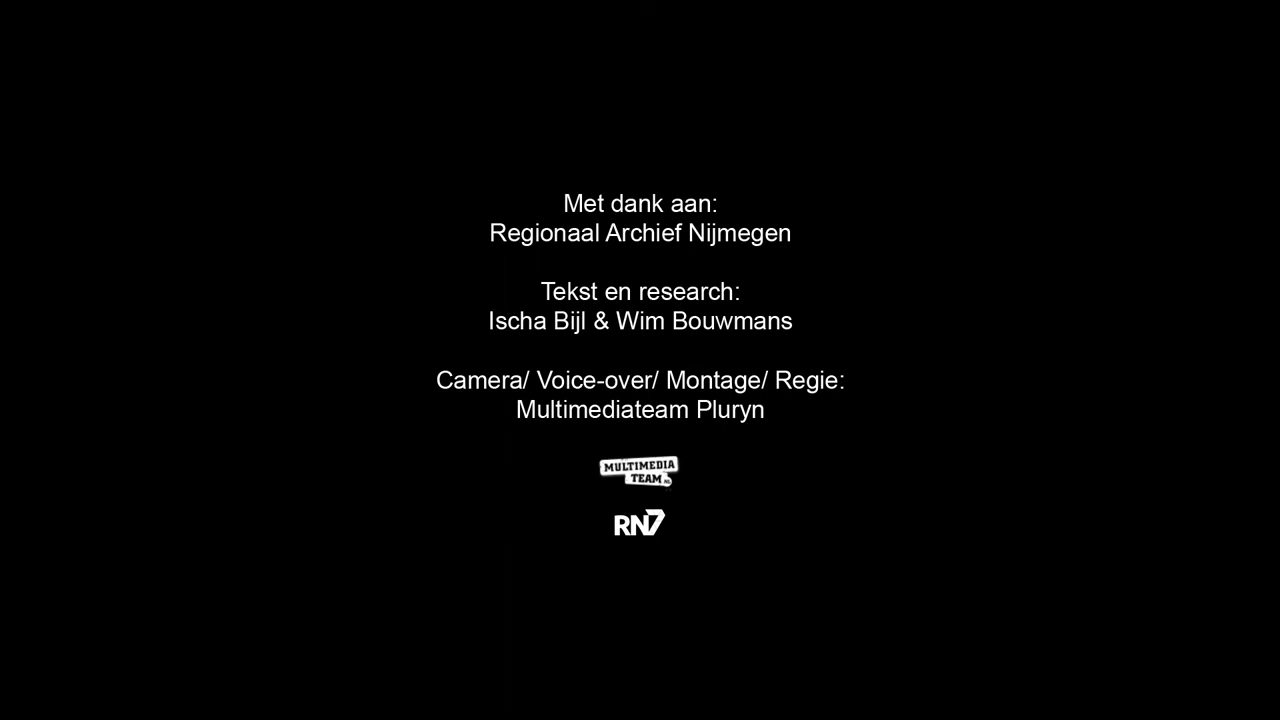 Met dank aan:
Regionaal Archief Nijmegen
Tekst en research:
Ischa Bijl & Wim Bouwmans
Camera/ Voice-over/ Montage/ Regie:
Multimediateam Pluryn
MULTIMEDIA
TEAM.NL
RN7